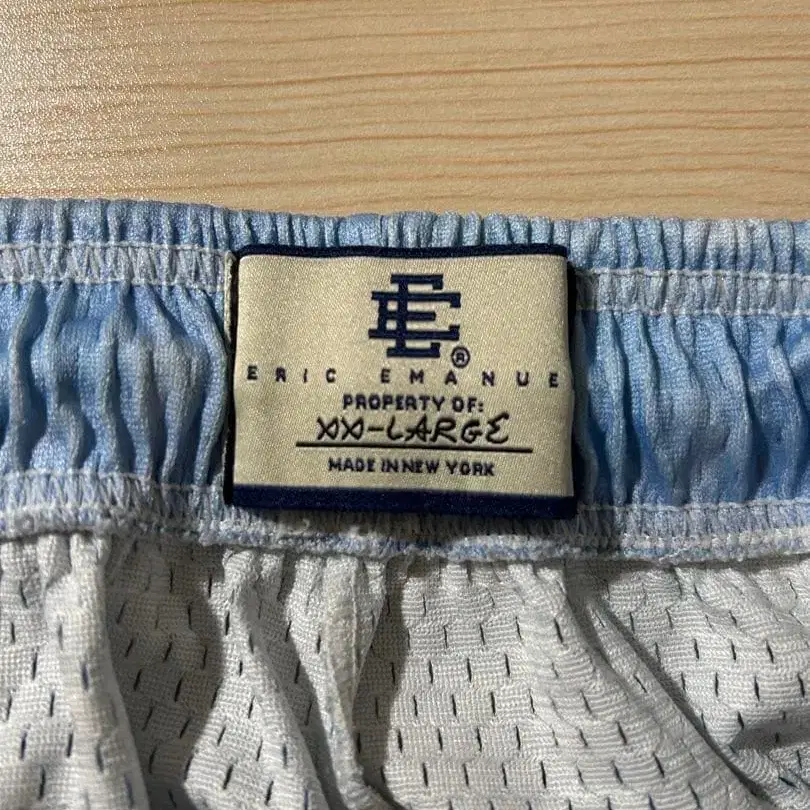 EE®
ERIC EMANUE
PROPERTY OF:
XX-LARGE
MADE IN NEW YORK